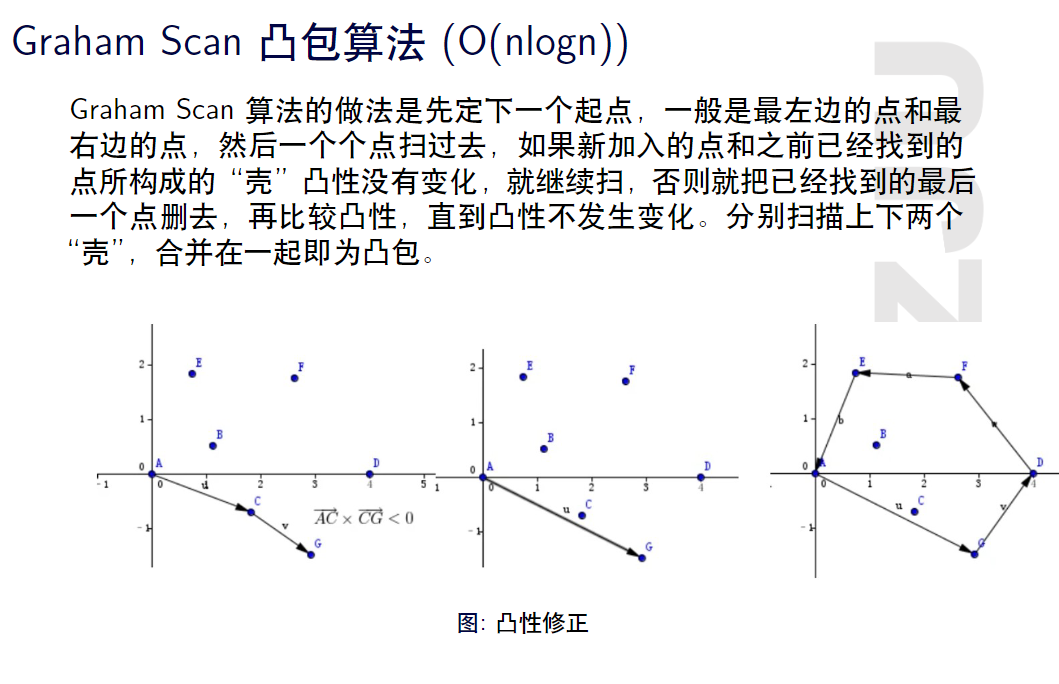 Graham Scan 凸包算法 (O(nlogn))
Graham Scan 算法的做法是先定下一个起点，一般是最左边的点和最
右边的点，然后一个个点扫过去，如果新加入的点和之前已经找到的
点所构成的 “壳” 凸性没有变化，就继续扫，否则就把已经找到的最后
一个点删去，再比较凸性，直到凸性不发生变化。分别扫描上下两个
“壳”，合并在一起即为凸包。
2 E F
1 B
0 A D
-1 0 u 2 3 4 5
C
v AC × CG < 0
-1 G
2 E F
1 B
0 A D
1 0 1 2 3 4
u C
-1 G
2 E a F
1 b B
0 A D
0 1 2 3 4
u C v
-1 G
图: 凸性修正